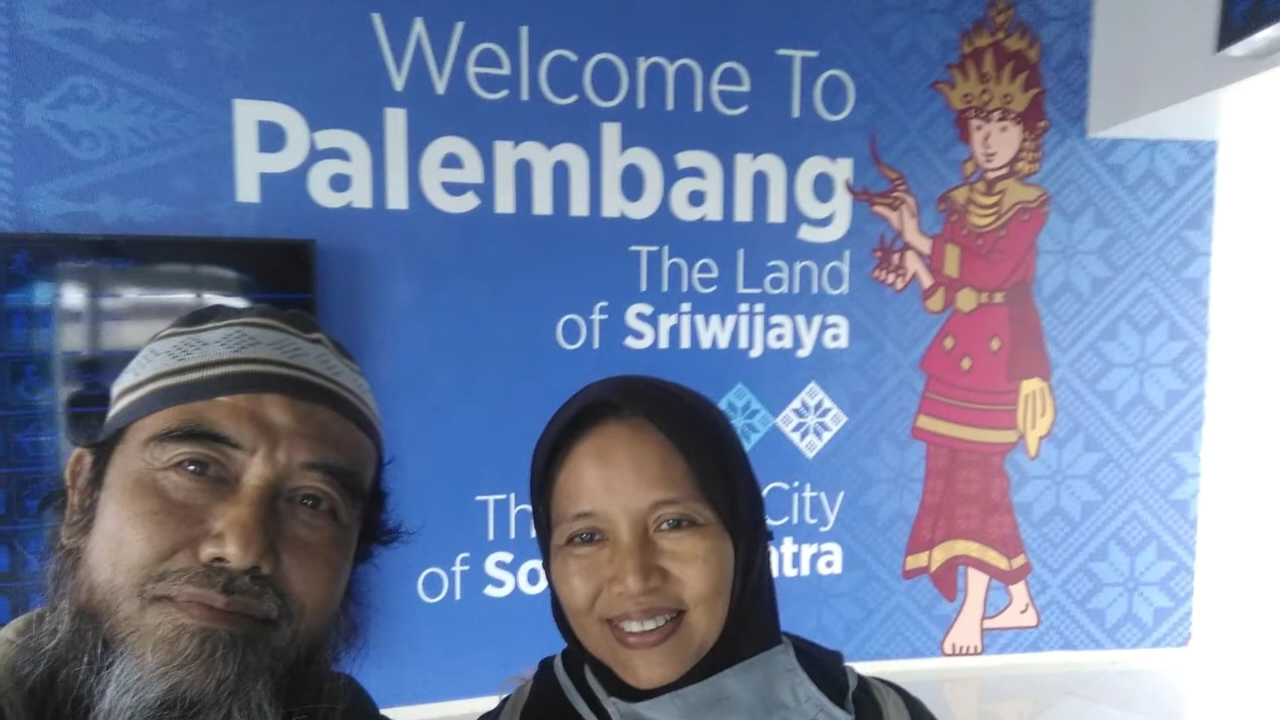 Welcome To
Palembang
The Land
of Sriwijaya
Th City
of So ntra